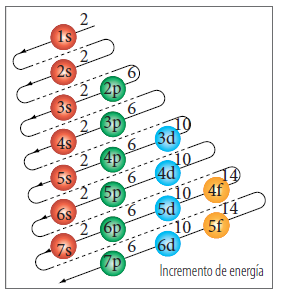 2
1s
2
2s 6
2 2p
3s 6
2 3p 10
3d
4s 6
2 4p 10
4d
5s 6 14
2 5p 10 4f
5d 14
6s 6
2 6p 10 5f
7s 6 6d
7p
Incremento de energía